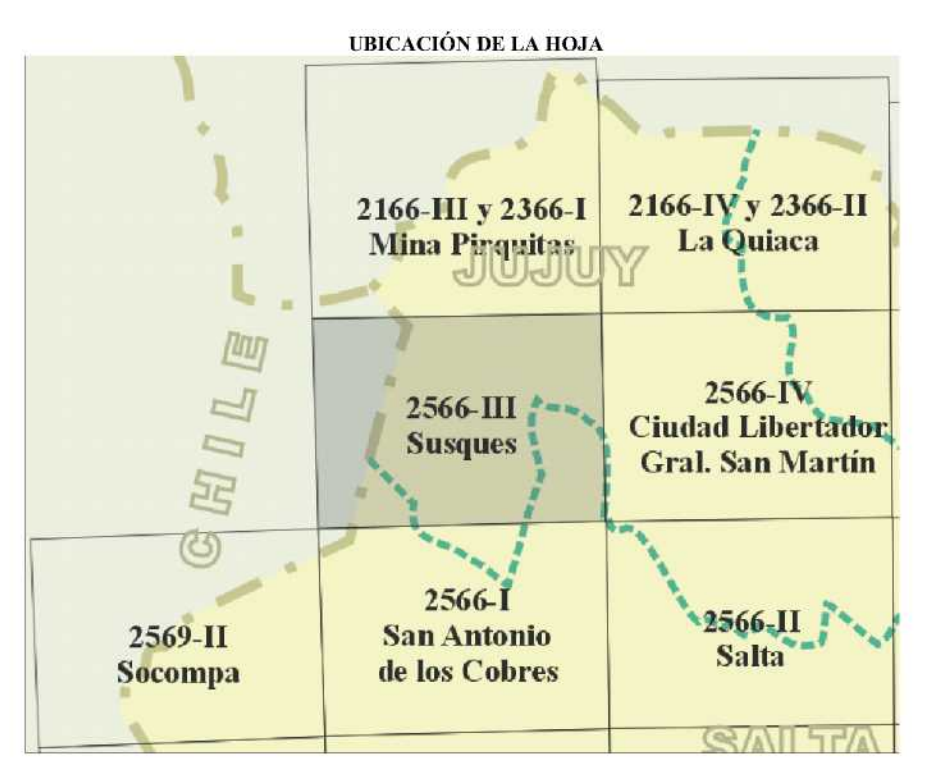 UBICACIÓN DE LA HOJA
2166-III y 2366-I
Mina Pirquitas
2166-IV y 2366-II
La Quiaca
JUJUY
CHILE
2566-III
Susques
2566-IV
Ciudad Libertador
Gral. San Martín
2569-II
Socompa
2566-I
San Antonio
de los Cobres
2566-II
Salta
SALTA